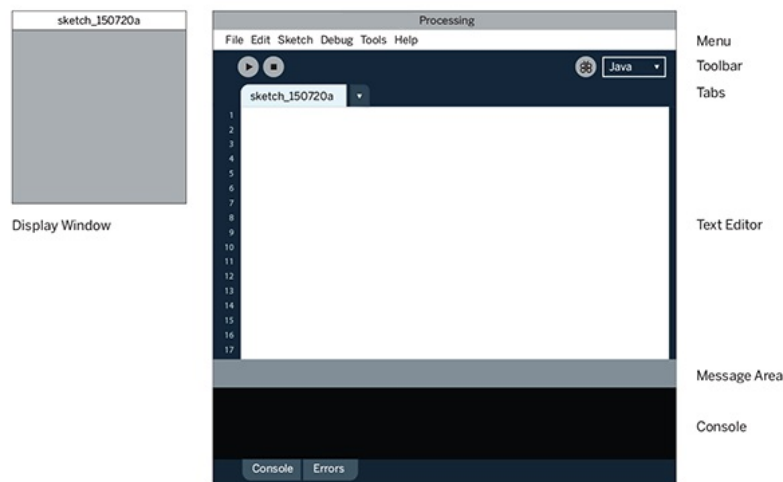 sketch_150720a
Display Window
Processing
File Edit Sketch Debug Tools Help
Java
sketch_150720a
1
2
3
4
5
6
7
8
9
10
11
12
13
14
15
16
17
Console Errors
Menu
Toolbar
Tabs
Text Editor
Message Area
Console